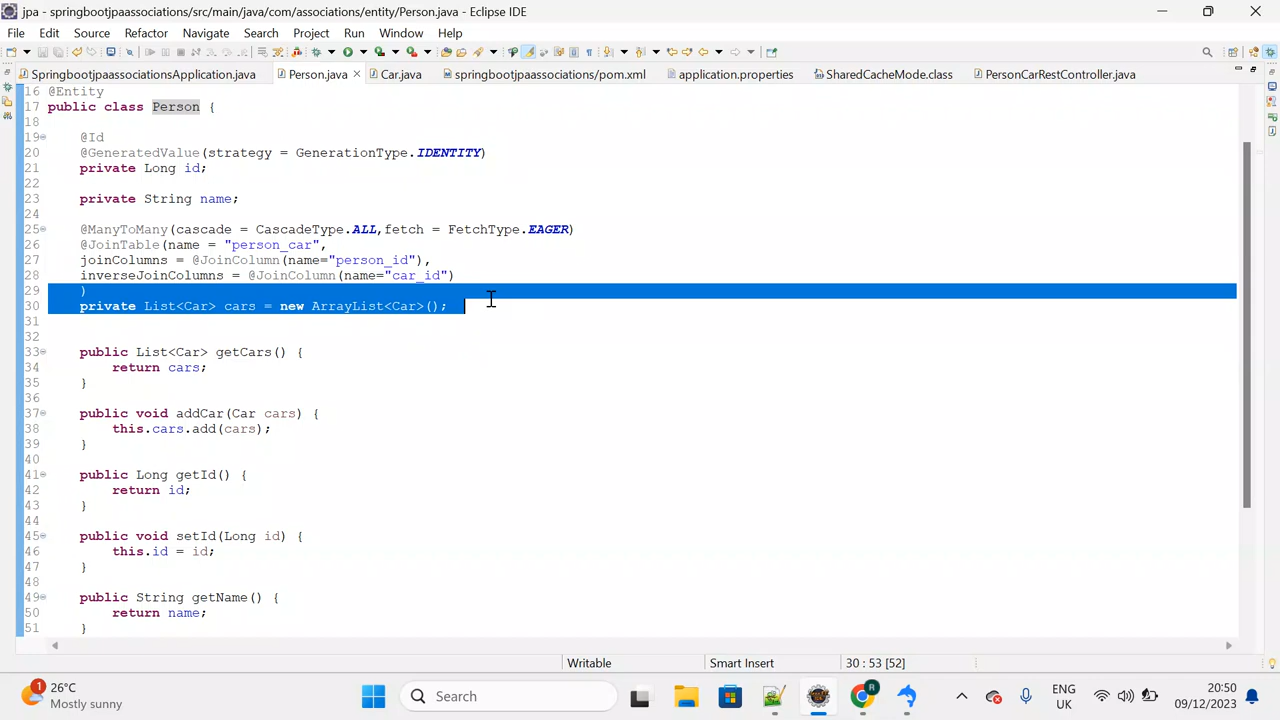 jpa - springbootjpaassociations/src/main/java/com/associations/entity/Person.java - Eclipse IDE
File Edit Source Refactor Navigate Search Project Run Window Help
SpringbootjpaassociationsApplication.java Person.java Car.java springbootjpaassociations/pom.xml application.properties SharedCacheMode.class PersonCarRestController.java
16 @Entity
17 public class Person {
18
19 @Id
20 @GeneratedValue(strategy = GenerationType.IDENTITY)
21 private Long id;
22
23 private String name;
24
25 @ManyToMany(cascade = CascadeType.ALL,fetch = FetchType.EAGER)
26 @JoinTable(name = "person_car",
27 joinColumns = @JoinColumn(name="person_id"),
28 inverseJoinColumns = @JoinColumn(name="car_id")
29 )
30 private List<Car> cars = new ArrayList<Car>();
31
32
33 public List<Car> getCars() {
34 return cars;
35 }
36
37 public void addCar(Car cars) {
38 this.cars.add(cars);
39 }
40
41 public Long getId() {
42 return id;
43 }
44
45 public void setId(Long id) {
46 this.id = id;
47 }
48
49 public String getName() {
50 return name;
51 }
Writable Smart Insert 30 : 53 [52]
1 26°C
Mostly sunny
Search
R
ENG
UK
20:50
09/12/2023